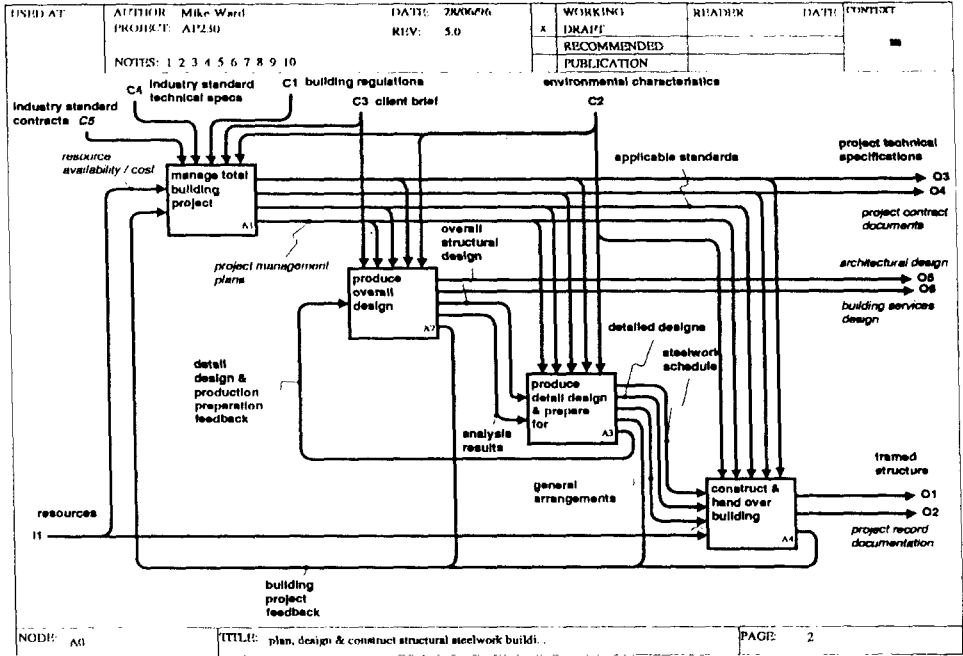 USED AT
AUTHOR Mike Ward
DATE: 28/06/96
WORKING
READER
DATE
CONTEXT
PROJECT: AP230
REV: 5.0
x DRAFT
RECOMMENDED
NOTES: 1 2 3 4 5 6 7 8 9 10
PUBLICATION
C4 industry standard
technical specs
C1 building regulations
C3 client brief
environmental characteristics
C2
industry standard
contracts C5
resource
availability / cost
manage total
building
project
A1
applicable standards
project technical
specifications
O3
O4
project contract
documents
project management
plans
overall
structural
design
produce
overall
design
A2
architectural design
O5
O6
building services
design
detailed designs
steelwork
schedule
detail
design &
production
preparation
feedback
produce
detail design
& prepare
for
A3
analysis
results
general
arrangements
construct &
hand over
building
A4
framed
structure
O1
O2
project record
documentation
resources
I1
building
project
feedback
NODE: A0
TITLE: plan, design & construct structural steelwork buildi. .
PAGE: 2